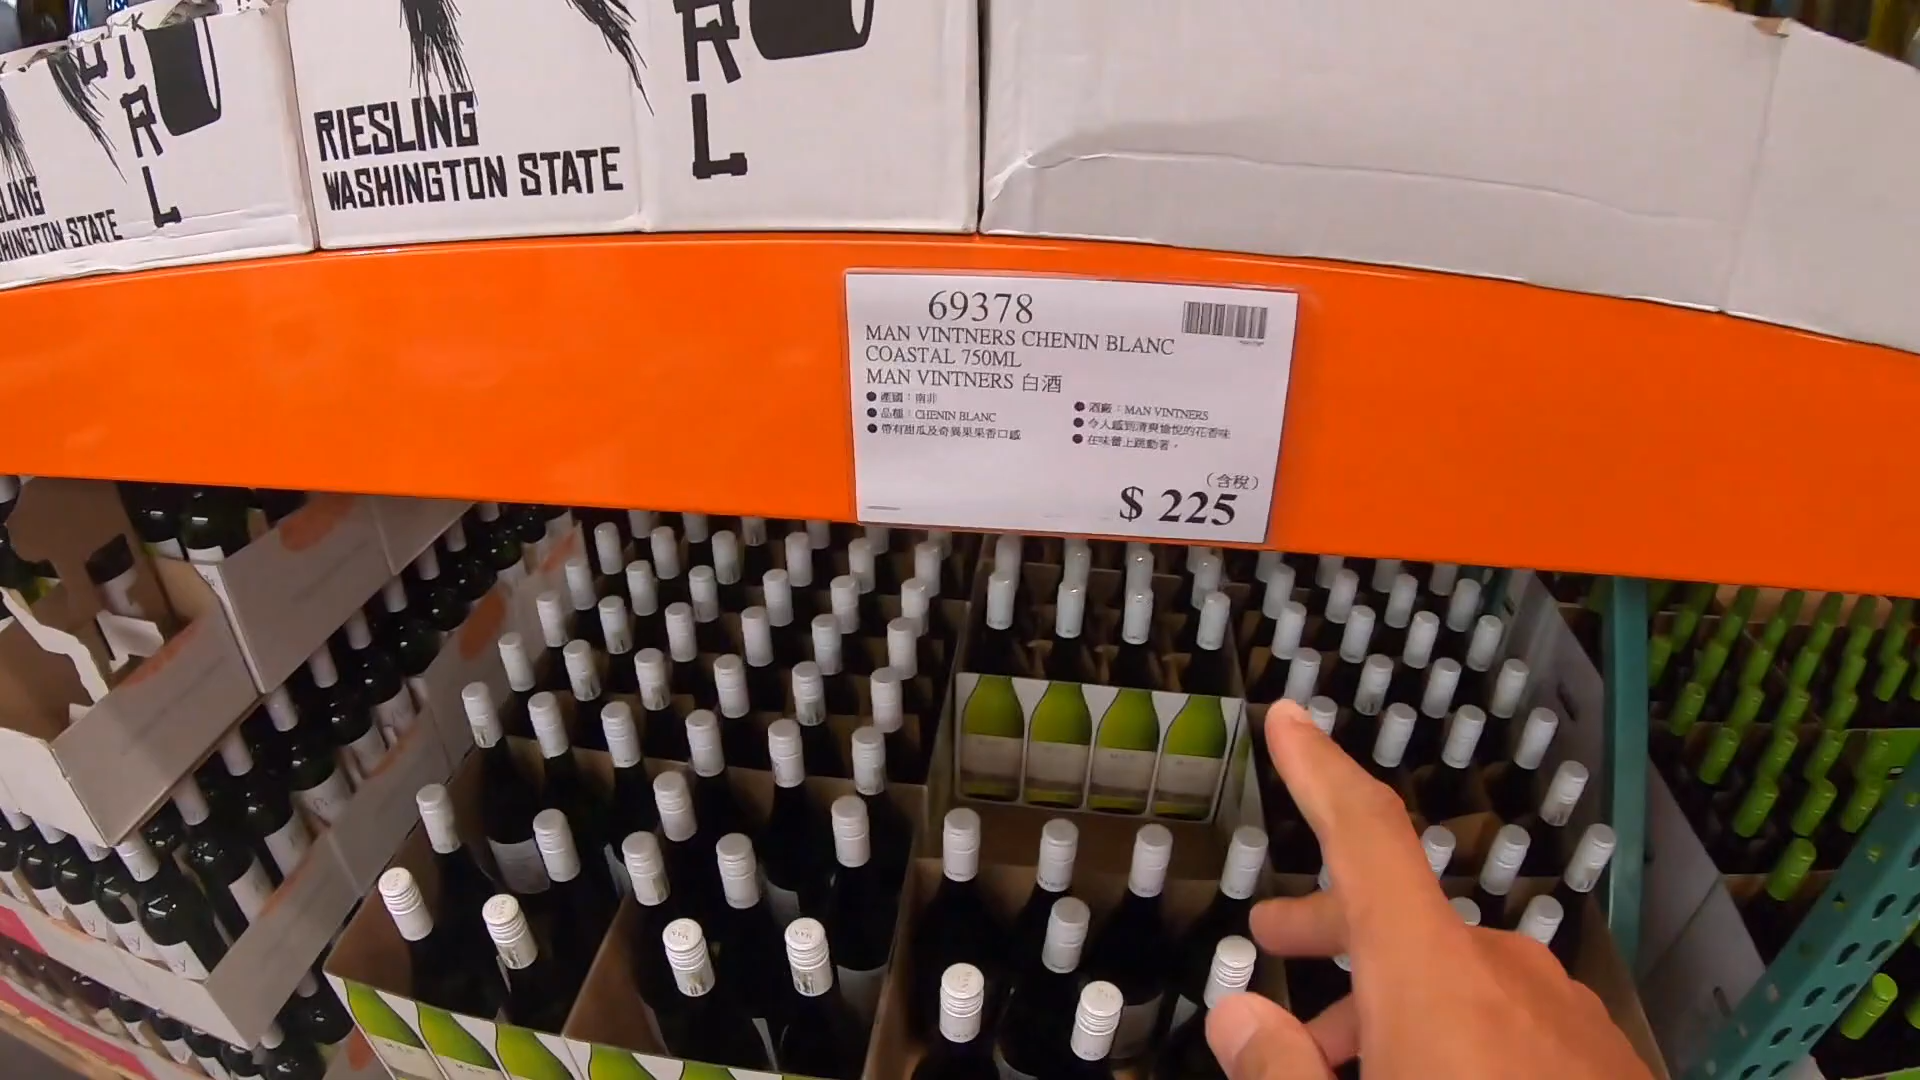 RIESLING
WASHINGTON STATE
R
L
LING
HINGTON STATE
R
L
69378
MAN VINTNERS CHENIN BLANC
COASTAL 750ML
MAN VINTNERS 白酒
● 產國：南非
● 品種：CHENIN BLANC
● 帶有甜瓜及奇異果果香口感
● 酒廠：MAN VINTNERS
● 令人感到清爽愉悅的花香味
● 在味蕾上跳動著。
（含稅）
$ 225